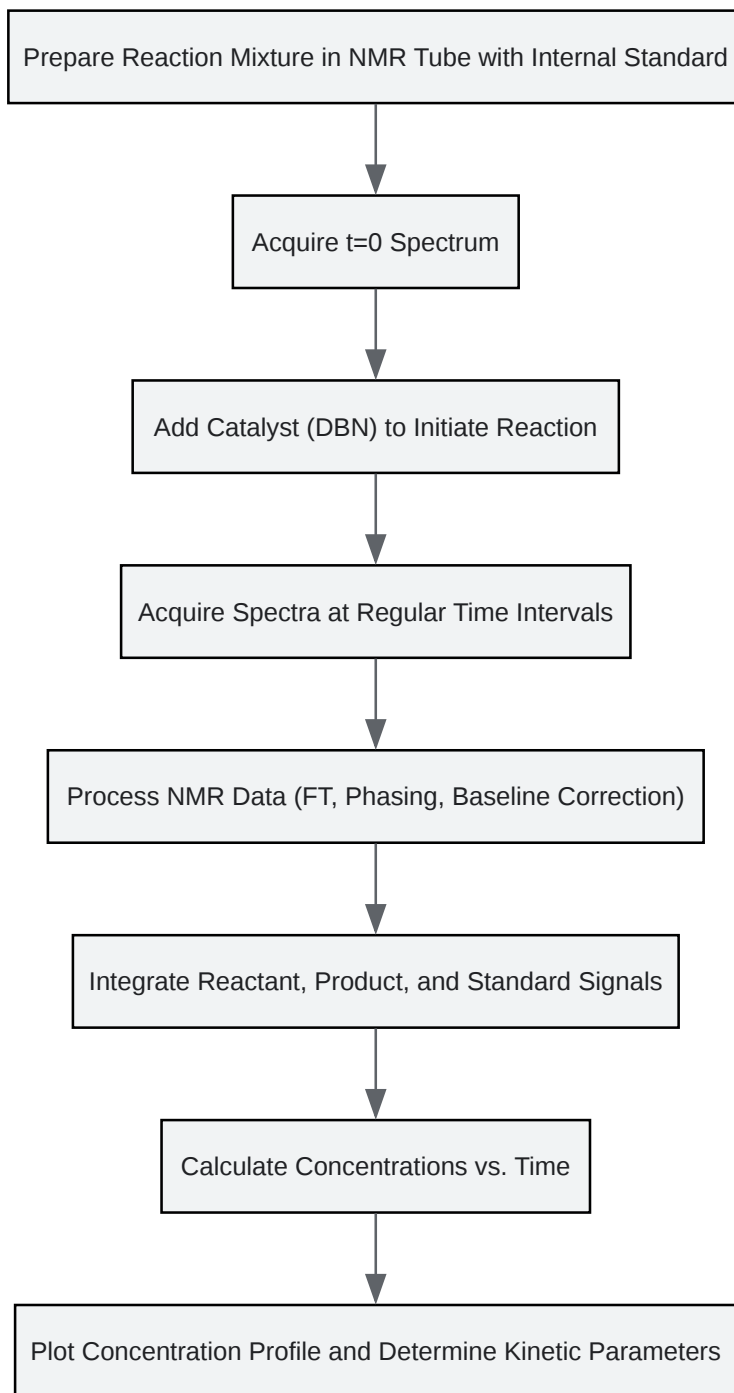 Prepare Reaction Mixture in NMR Tube with Internal Standard
Acquire t=0 Spectrum
Add Catalyst (DBN) to Initiate Reaction
Acquire Spectra at Regular Time Intervals
Process NMR Data (FT, Phasing, Baseline Correction)
Integrate Reactant, Product, and Standard Signals
Calculate Concentrations vs. Time
Plot Concentration Profile and Determine Kinetic Parameters